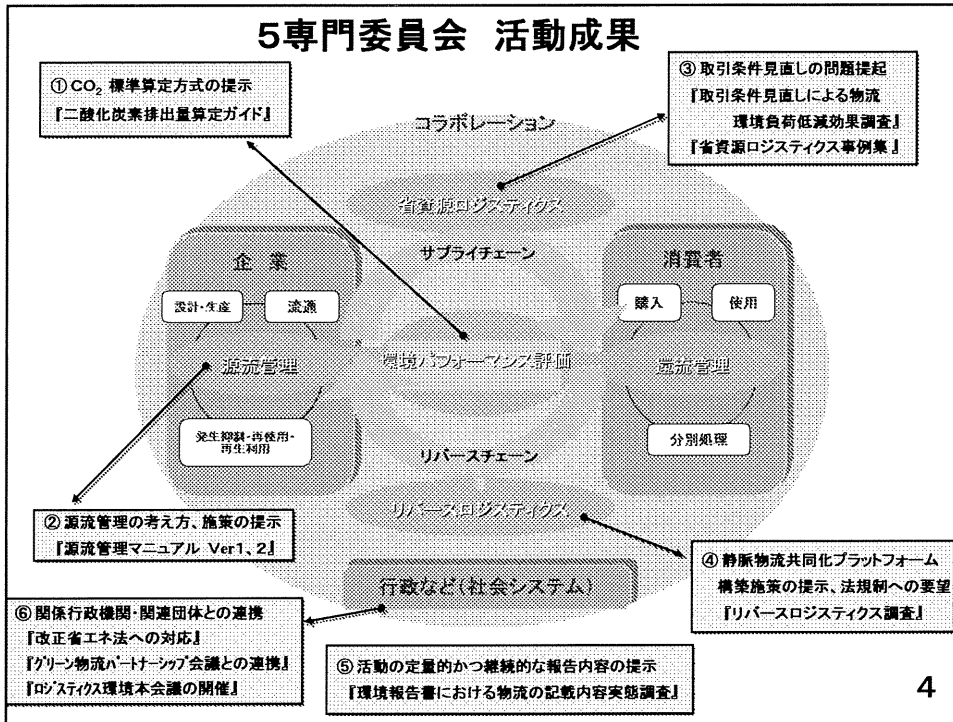 5専門委員会 活動成果
① CO₂ 標準算定方式の提示
『二酸化炭素排出量算定ガイド』
③ 取引条件見直しの問題提起
『取引条件見直しによる物流
環境負荷低減効果調査』
『省資源ロジスティクス事例集』
コラボレーション
省資源ロジスティクス
サプライチェーン
企 業
設計・生産
流通
源流管理
発生抑制・再使用・
再生利用
環境パフォーマンス評価
消費者
購入
使用
還流管理
分別処理
リバースチェーン
リバースロジスティクス
行政など(社会システム)
② 源流管理の考え方、施策の提示
『源流管理マニュアル Ver1、2』
④ 静脈物流共同化プラットフォーム
構築施策の提示、法規制への要望
『リバースロジスティクス調査』
⑥ 関係行政機関・関連団体との連携
『改正省エネ法への対応』
『グリーン物流パートナーシップ会議との連携』
『ロジスティクス環境本会議の開催』
⑤ 活動の定量的かつ継続的な報告内容の提示
『環境報告書における物流の記載内容実態調査』
4